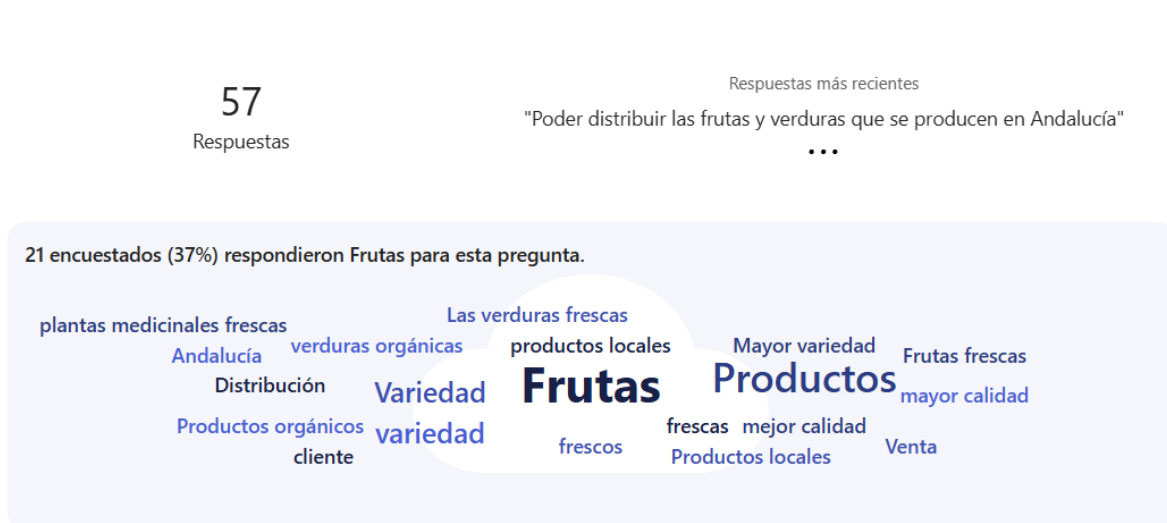 57
Respuestas
Respuestas más recientes
"Poder distribuir las frutas y verduras que se producen en Andalucía"
...
21 encuestados (37%) respondieron Frutas para esta pregunta.
Las verduras frescas
plantas medicinales frescas
Andalucía verduras orgánicas productos locales Mayor variedad Frutas frescas
Distribución Variedad Frutas Productos mayor calidad
Productos orgánicos variedad frescas mejor calidad
cliente frescos Productos locales Venta